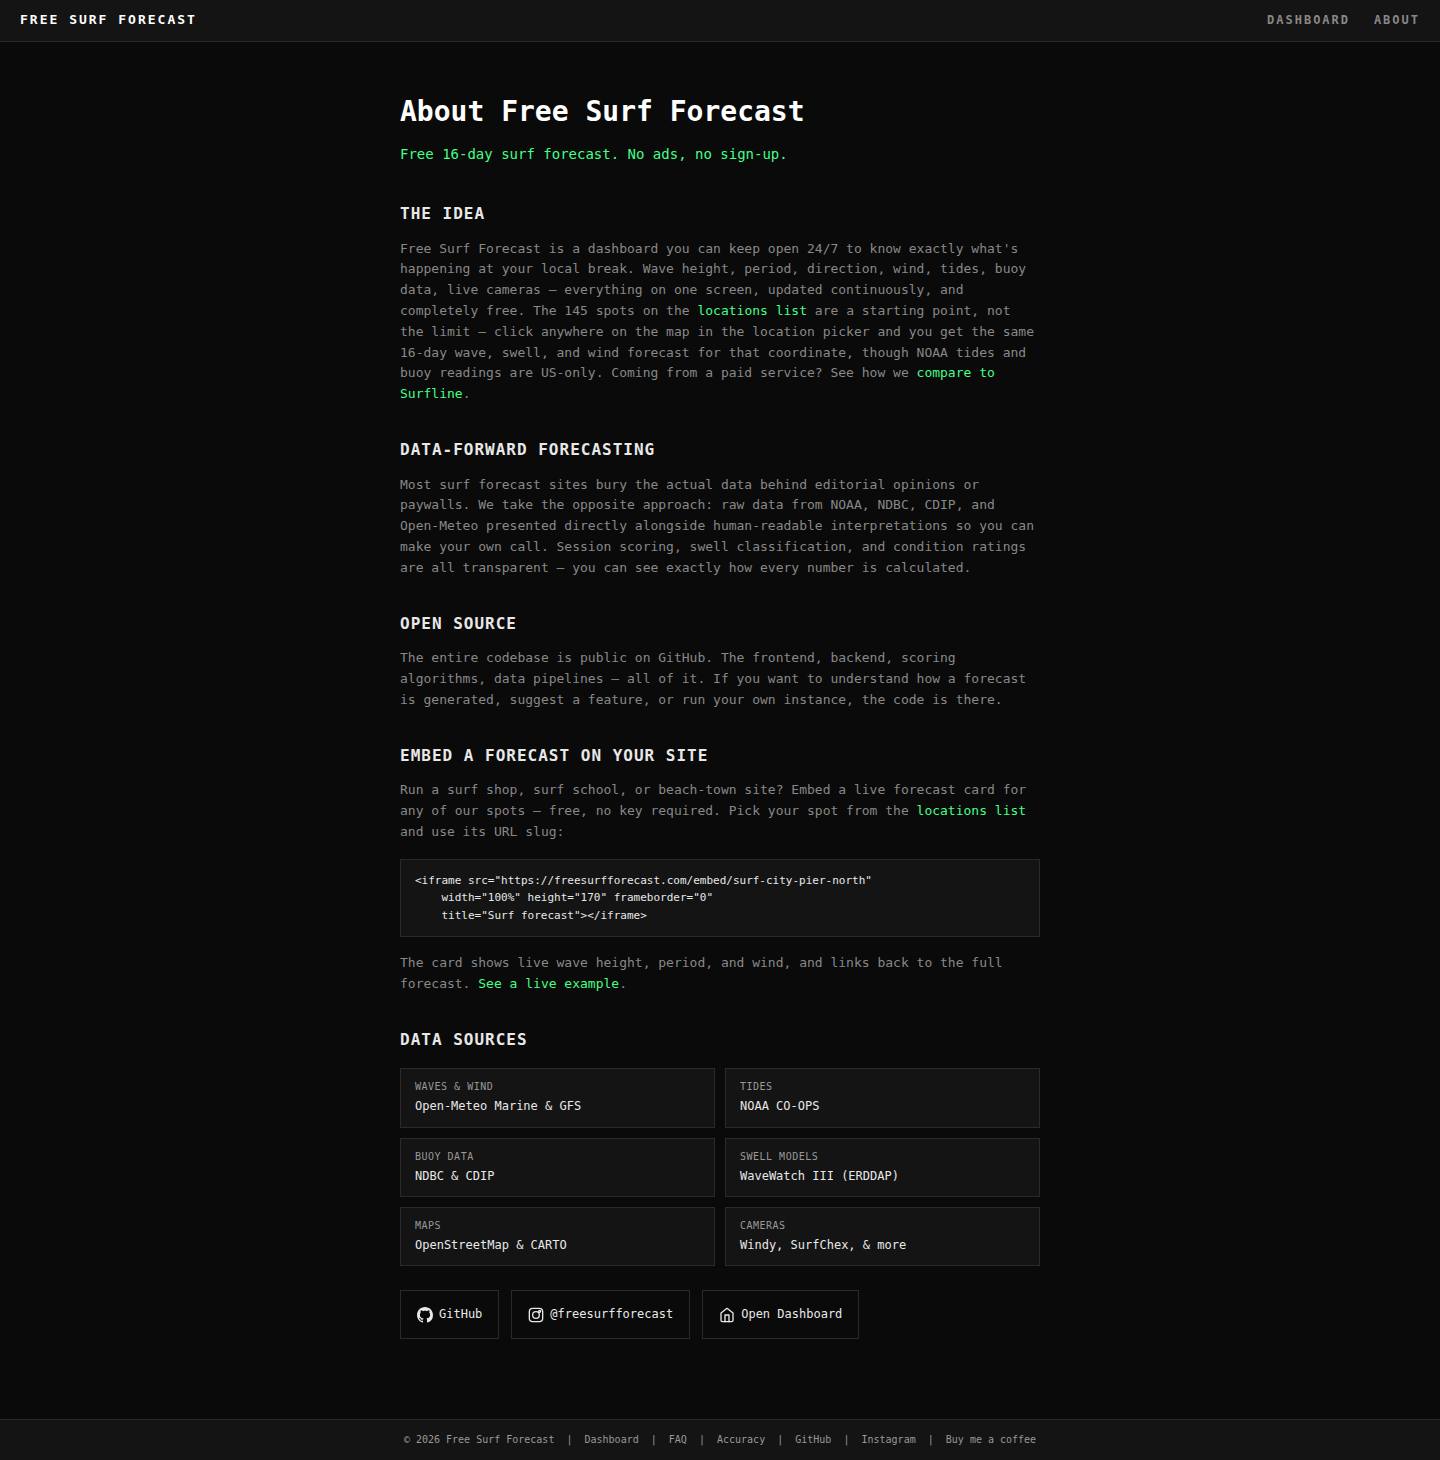 FREE SURF FORECAST
DASHBOARD ABOUT
About Free Surf Forecast
Free 16-day surf forecast. No ads, no sign-up.
THE IDEA
Free Surf Forecast is a dashboard you can keep open 24/7 to know exactly what's
happening at your local break. Wave height, period, direction, wind, tides, buoy
data, live cameras — everything on one screen, updated continuously, and
completely free. The 145 spots on the locations list are a starting point, not
the limit — click anywhere on the map in the location picker and you get the same
16-day wave, swell, and wind forecast for that coordinate, though NOAA tides and
buoy readings are US-only. Coming from a paid service? See how we compare to
Surfline.
DATA-FORWARD FORECASTING
Most surf forecast sites bury the actual data behind editorial opinions or
paywalls. We take the opposite approach: raw data from NOAA, NDBC, CDIP, and
Open-Meteo presented directly alongside human-readable interpretations so you can
make your own call. Session scoring, swell classification, and condition ratings
are all transparent — you can see exactly how every number is calculated.
OPEN SOURCE
The entire codebase is public on GitHub. The frontend, backend, scoring
algorithms, data pipelines — all of it. If you want to understand how a forecast
is generated, suggest a feature, or run your own instance, the code is there.
EMBED A FORECAST ON YOUR SITE
Run a surf shop, surf school, or beach-town site? Embed a live forecast card for
any of our spots — free, no key required. Pick your spot from the locations list
and use its URL slug:
<iframe src="https://freesurfforecast.com/embed/surf-city-pier-north"
width="100%" height="170" frameborder="0"
title="Surf forecast"></iframe>
The card shows live wave height, period, and wind, and links back to the full
forecast. See a live example.
DATA SOURCES
WAVES & WIND
Open-Meteo Marine & GFS
TIDES
NOAA CO-OPS
BUOY DATA
NDBC & CDIP
SWELL MODELS
WaveWatch III (ERDDAP)
MAPS
OpenStreetMap & CARTO
CAMERAS
Windy, SurfChex, & more
GitHub
@freesurfforecast
Open Dashboard
© 2026 Free Surf Forecast | Dashboard | FAQ | Accuracy | GitHub | Instagram | Buy me a coffee